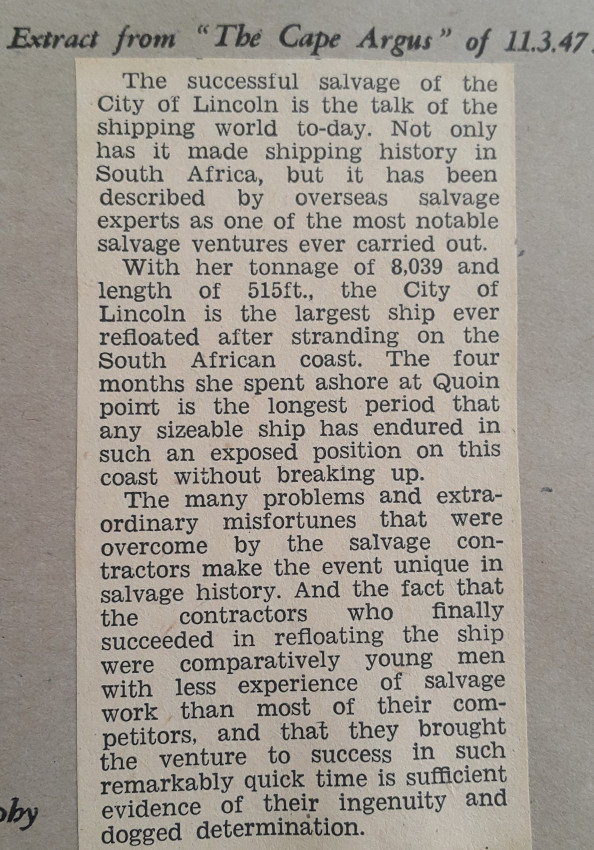 Extract from "The Cape Argus" of 11.3.47.
The successful salvage of the
City of Lincoln is the talk of the
shipping world to-day. Not only
has it made shipping history in
South Africa, but it has been
described by overseas salvage
experts as one of the most notable
salvage ventures ever carried out.
With her tonnage of 8,039 and
length of 515ft., the City of
Lincoln is the largest ship ever
refloated after stranding on the
South African coast. The four
months she spent ashore at Quoin
point is the longest period that
any sizeable ship has endured in
such an exposed position on this
coast without breaking up.
The many problems and extra-
ordinary misfortunes that were
overcome by the salvage con-
tractors make the event unique in
salvage history. And the fact that
the contractors who finally
succeeded in refloating the ship
were comparatively young men
with less experience of salvage
work than most of their com-
petitors, and that they brought
the venture to success in such
remarkably quick time is sufficient
evidence of their ingenuity and
dogged determination.